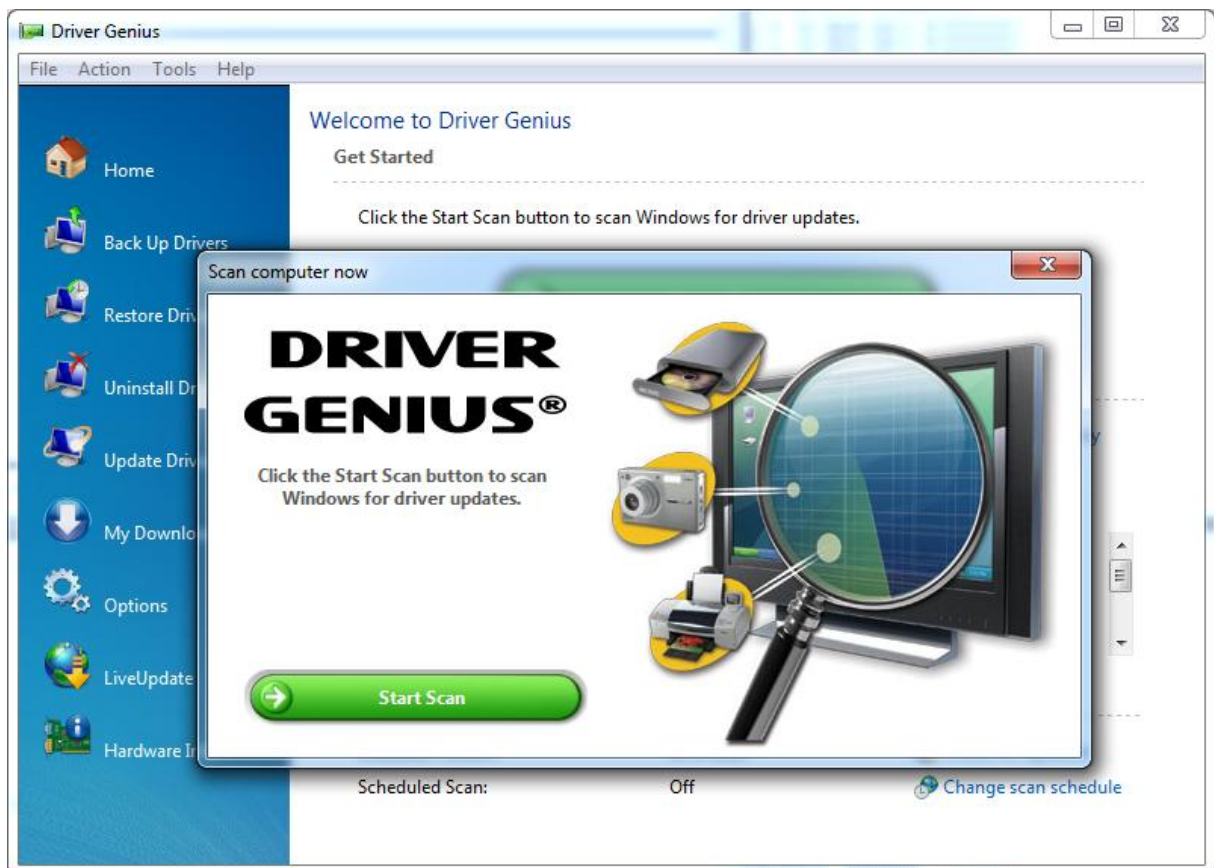 Driver Genius
File Action Tools Help
Home
Back Up Drivers
Restore Driv
Uninstall Dr
Update Driv
My Downlo
Options
LiveUpdate
Hardware I
Welcome to Driver Genius
Get Started
Click the Start Scan button to scan Windows for driver updates.
Scan computer now
DRIVER
GENIUS®
Click the Start Scan button to scan
Windows for driver updates.
Start Scan
y
Scheduled Scan: Off Change scan schedule